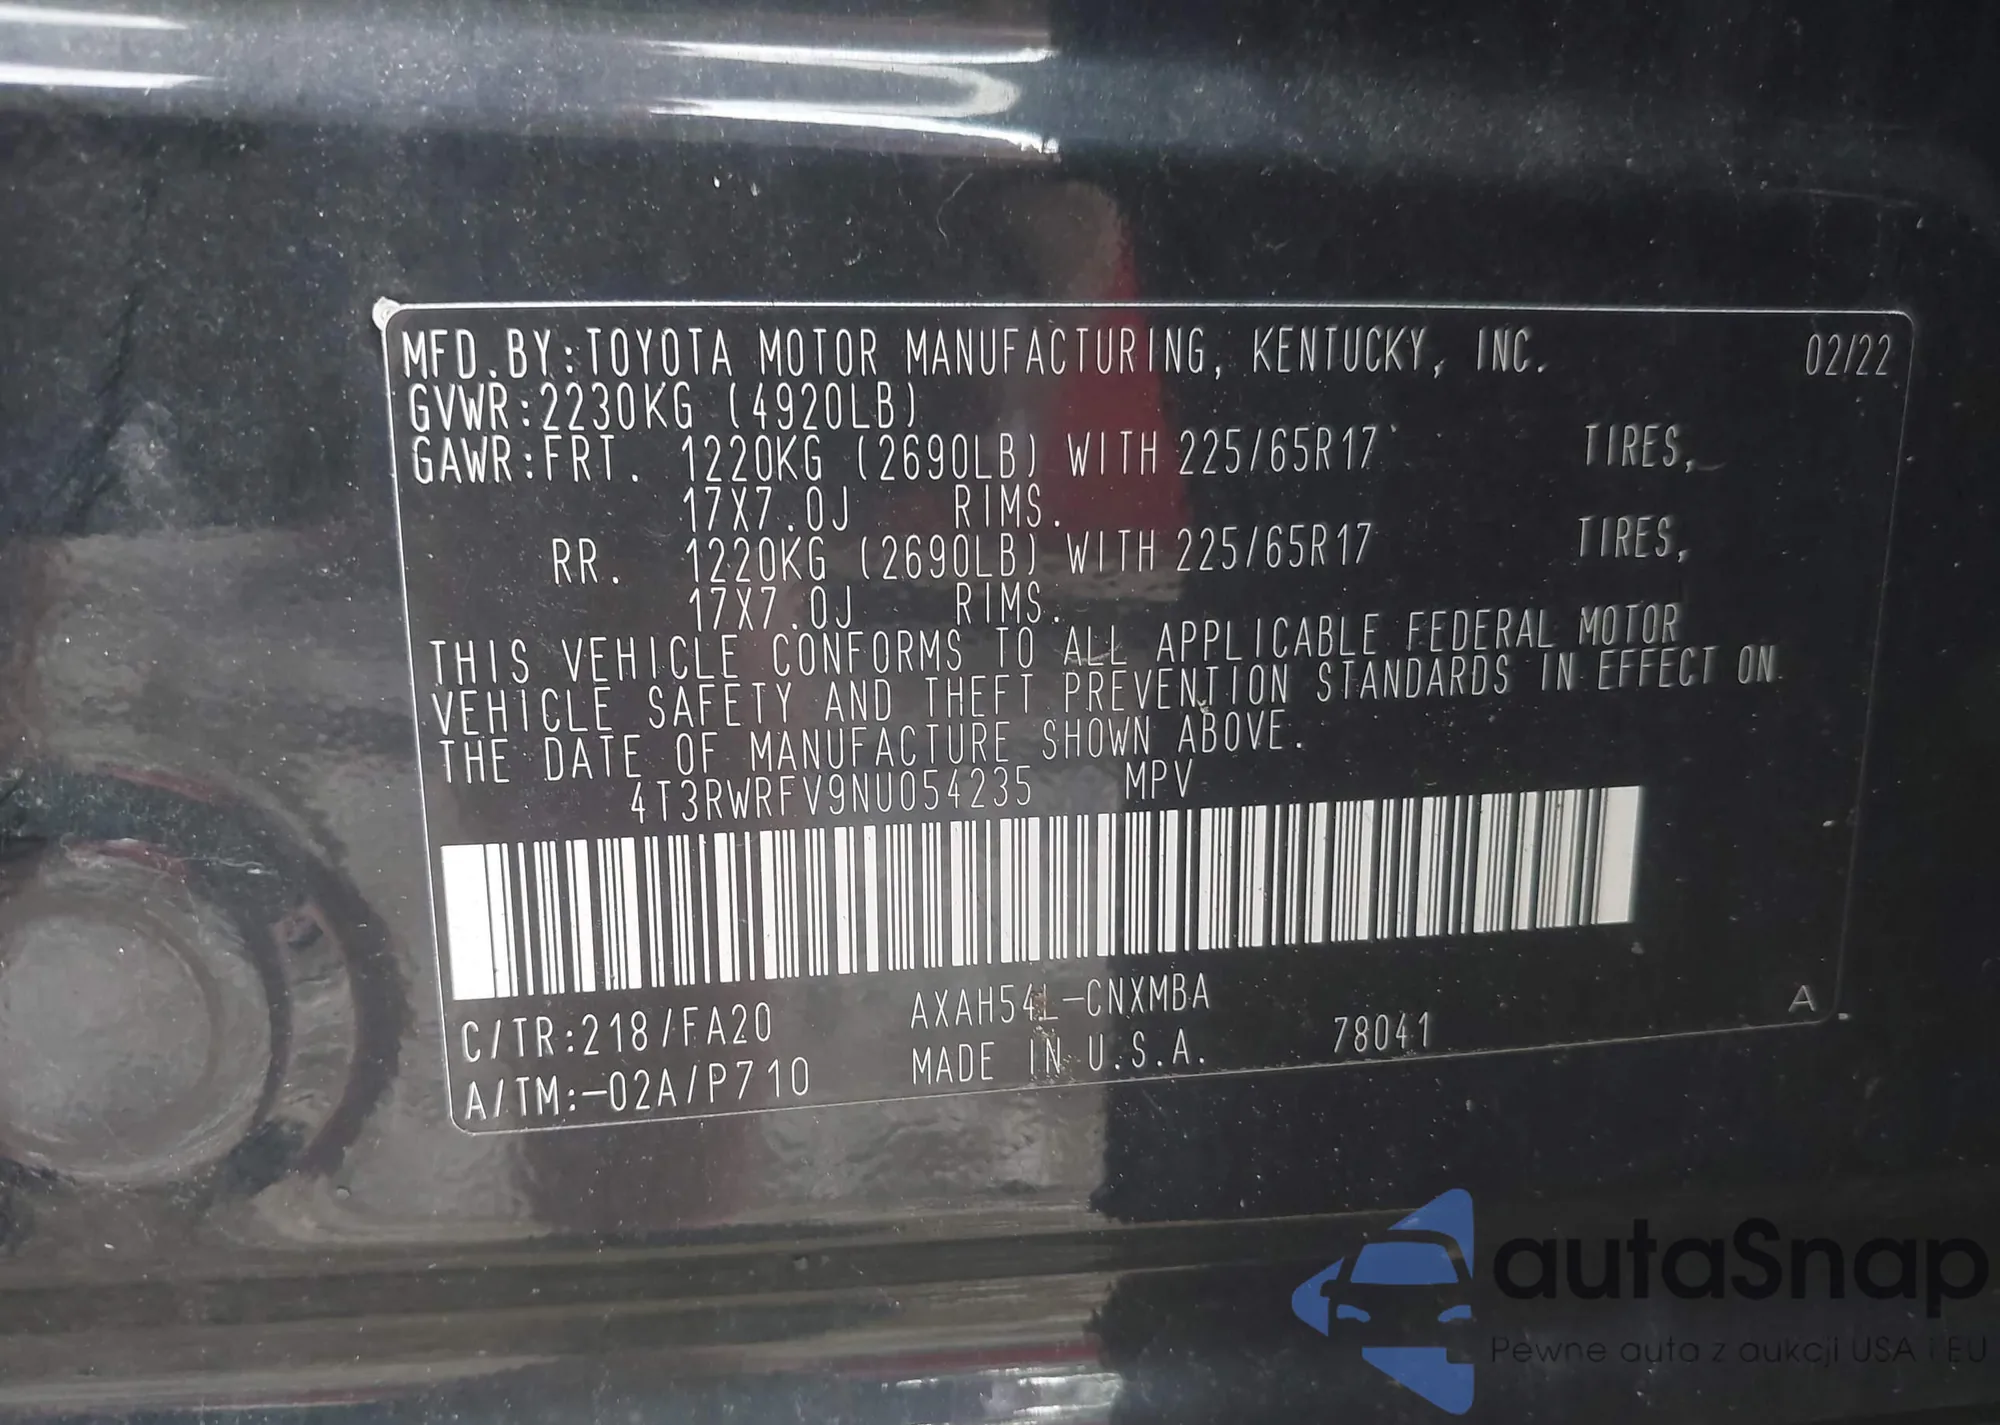 MFD.BY:TOYOTA MOTOR MANUFACTURING, KENTUCKY, INC. 02/22
GVWR:2230KG (4920LB)
GAWR:FRT. 1220KG (2690LB) WITH 225/65R17 TIRES,
17X7.0J RIMS.
RR. 1220KG (2690LB) WITH 225/65R17 TIRES,
17X7.0J RIMS.
THIS VEHICLE CONFORMS TO ALL APPLICABLE FEDERAL MOTOR
VEHICLE SAFETY AND THEFT PREVENTION STANDARDS IN EFFECT ON
THE DATE OF MANUFACTURE SHOWN ABOVE.
4T3RWRFV9NU054235 MPV
C/TR:218/FA20 AXAH54L-CNXMBA A
A/TM:-02A/P710 MADE IN U.S.A. 78041
autaSnap
Pewne auta z aukcji USA i EU